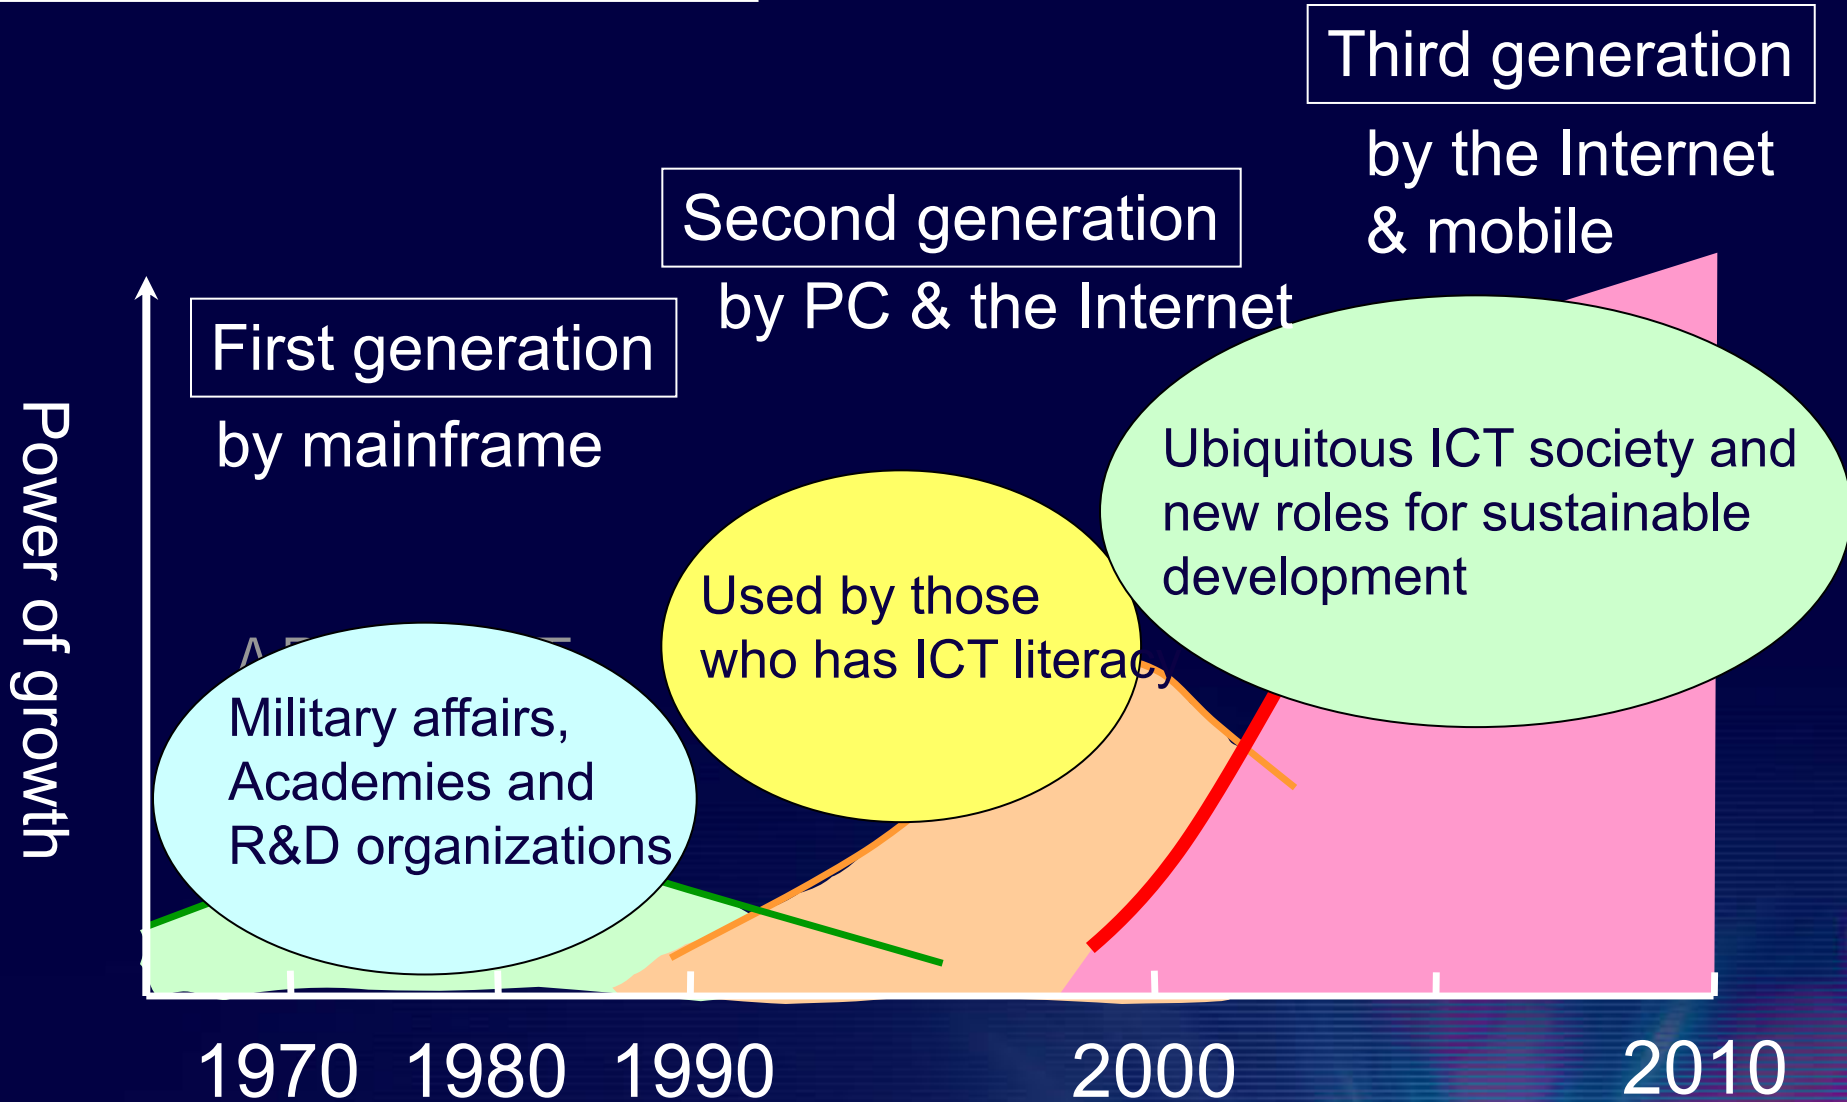 Third generation
by the Internet
& mobile
Second generation
by PC & the Internet
First generation
by mainframe
Power of growth
Ubiquitous ICT society and
new roles for sustainable
development
Used by those
who has ICT literacy
Military affairs,
Academies and
R&D organizations
1970 1980 1990 2000 2010